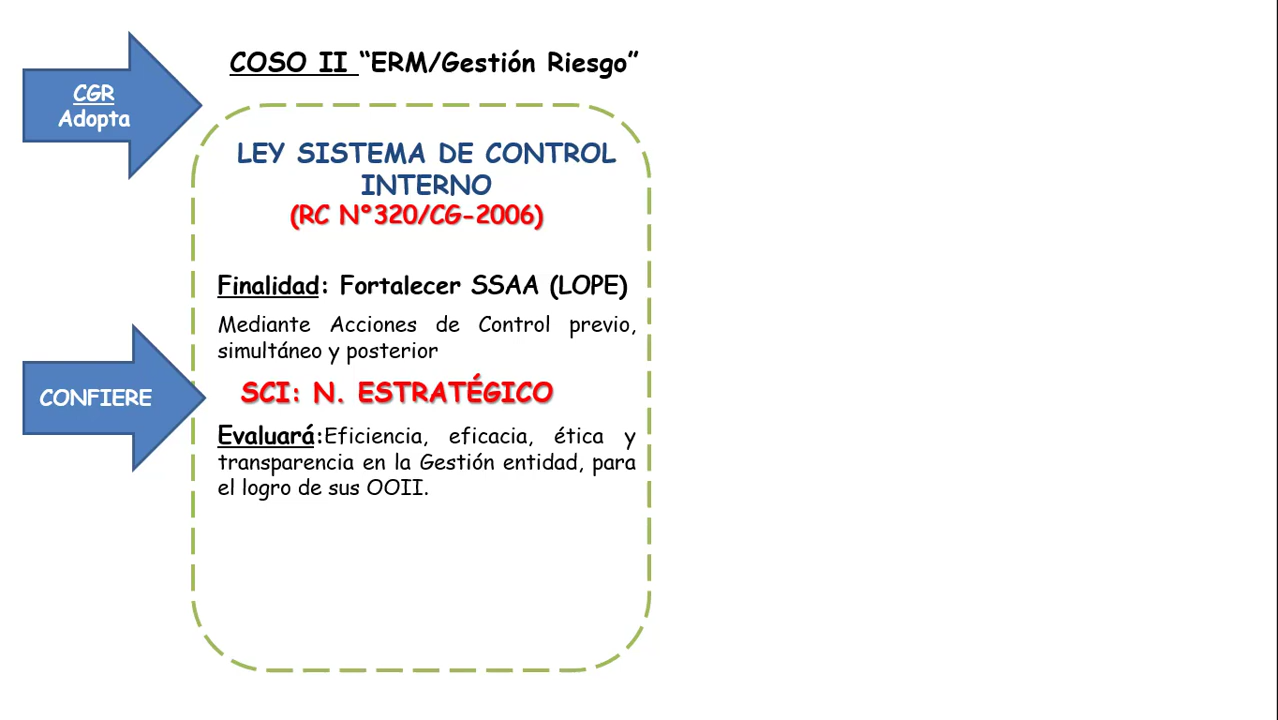 COSO II “ERM/Gestión Riesgo”
CGR
Adopta
LEY SISTEMA DE CONTROL
INTERNO
(RC N°320/CG-2006)
Finalidad: Fortalecer SSAA (LOPE)
Mediante Acciones de Control previo,
simultáneo y posterior
CONFIERE
SCI: N. ESTRATÉGICO
Evaluará:Eficiencia, eficacia, ética y
transparencia en la Gestión entidad, para
el logro de sus OOII.